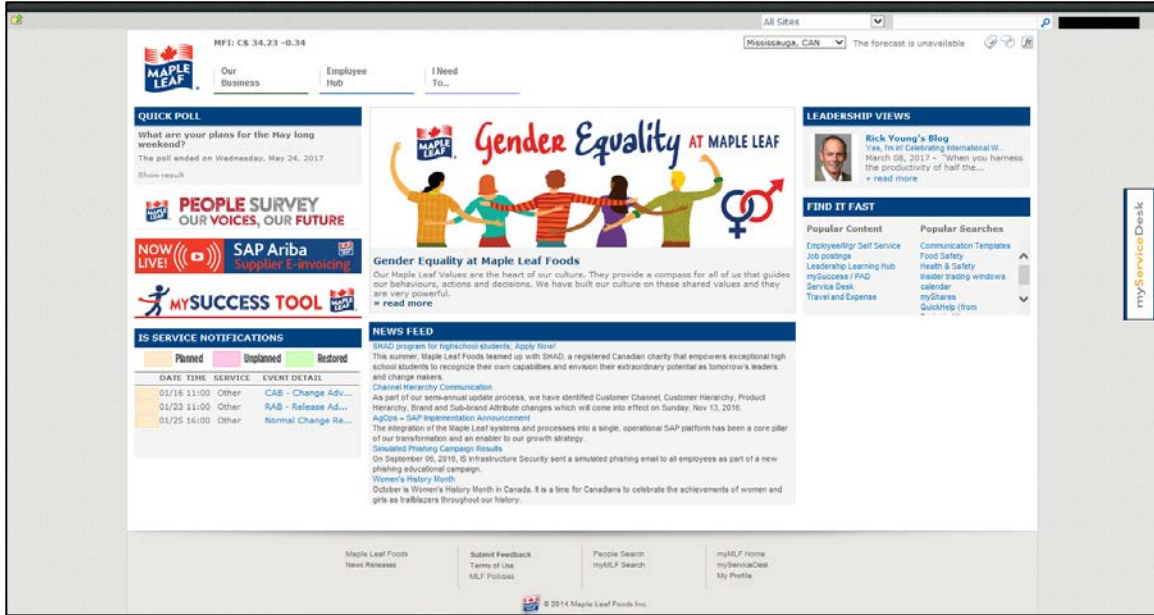 All Sites
MFI: C$ 34.23 -0.34
Mississauga, CAN
The forecast is unavailable
MAPLE
LEAF
Our
Business
Employee
Hub
I Need
To...
QUICK POLL
What are your plans for the May long
weekend?
The poll ended on Wednesday, May 24, 2017
Show result
PEOPLE SURVEY
OUR VOICES, OUR FUTURE
NOW
LIVE!
SAP Ariba
Supplier E-invoicing
MYSUCCESS TOOL
IS SERVICE NOTIFICATIONS
Planned Unplanned Restored
DATE TIME SERVICE EVENT DETAIL
01/16 11:00 Other CAB - Change Adv...
01/23 11:00 Other RAB - Release Ad...
01/25 16:00 Other Normal Change Re...
MAPLE
LEAF
Gender Equality AT MAPLE LEAF
Gender Equality at Maple Leaf Foods
Our Maple Leaf Values are the heart of our culture. They provide a compass for all of us that guides
our behaviours, actions and decisions. We have built our culture on these shared values and they
are very powerful.
» read more
NEWS FEED
SHAD program for highschool students, Apply Now!
This summer, Maple Leaf Foods teamed up with SHAD, a registered Canadian charity that empowers exceptional high
school students to recognize their own capabilities and envision their extraordinary potential as tomorrow's leaders
and change makers.
Channel Hierarchy Communication
As part of our semi-annual update process, we have identified Customer Channel, Customer Hierarchy, Product
Hierarchy, Brand and Sub-brand Attribute changes which will come into effect on Sunday, Nov 13, 2016.
AgOps – SAP Implementation Announcement
The integration of the Maple Leaf systems and processes into a single, operational SAP platform has been a core pillar
of our transformation and an enabler to our growth strategy.
Simulated Phishing Campaign Results
On September 06, 2016, IS Infrastructure Security sent a simulated phishing email to all employees as part of a new
phishing educational campaign.
Women's History Month
October is Women's History Month in Canada. It is a time for Canadians to celebrate the achievements of women and
girls as trailblazers throughout our history.
LEADERSHIP VIEWS
Rick Young's Blog
Yes, I'm in! Celebrating International W...
March 08, 2017 - "When you harness
the productivity of half the...
» read more
FIND IT FAST
Popular Content
Employee/Mgr Self Service
Job postings
Leadership Learning Hub
mySuccess / PAD
Service Desk
Travel and Expense
Popular Searches
Communication Templates
Food Safety
Health & Safety
Insider trading windows
calendar
myShares
QuickHelp (from
myServiceDesk
Maple Leaf Foods
News Releases
Submit Feedback
Terms of Use
MLF Policies
People Search
myMLF Search
myMLF Home
myServiceDesk
My Profile
© 2014 Maple Leaf Foods Inc